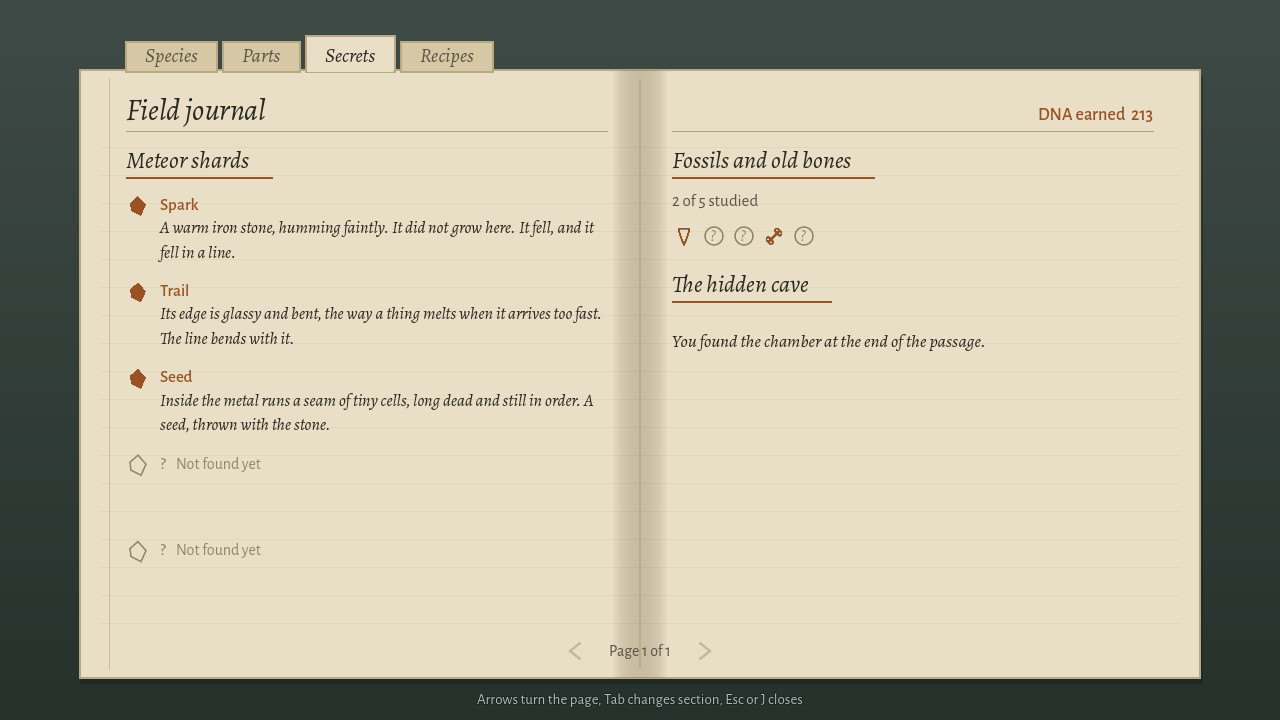 Species
Parts
Secrets
Recipes
Field journal
DNA earned 213
Meteor shards
Spark
A warm iron stone, humming faintly. It did not grow here. It fell, and it
fell in a line.
Trail
Its edge is glassy and bent, the way a thing melts when it arrives too fast.
The line bends with it.
Seed
Inside the metal runs a seam of tiny cells, long dead and still in order. A
seed, thrown with the stone.
? Not found yet
? Not found yet
Fossils and old bones
2 of 5 studied
? ? ?
The hidden cave
You found the chamber at the end of the passage.
Page 1 of 1
Arrows turn the page, Tab changes section, Esc or J closes